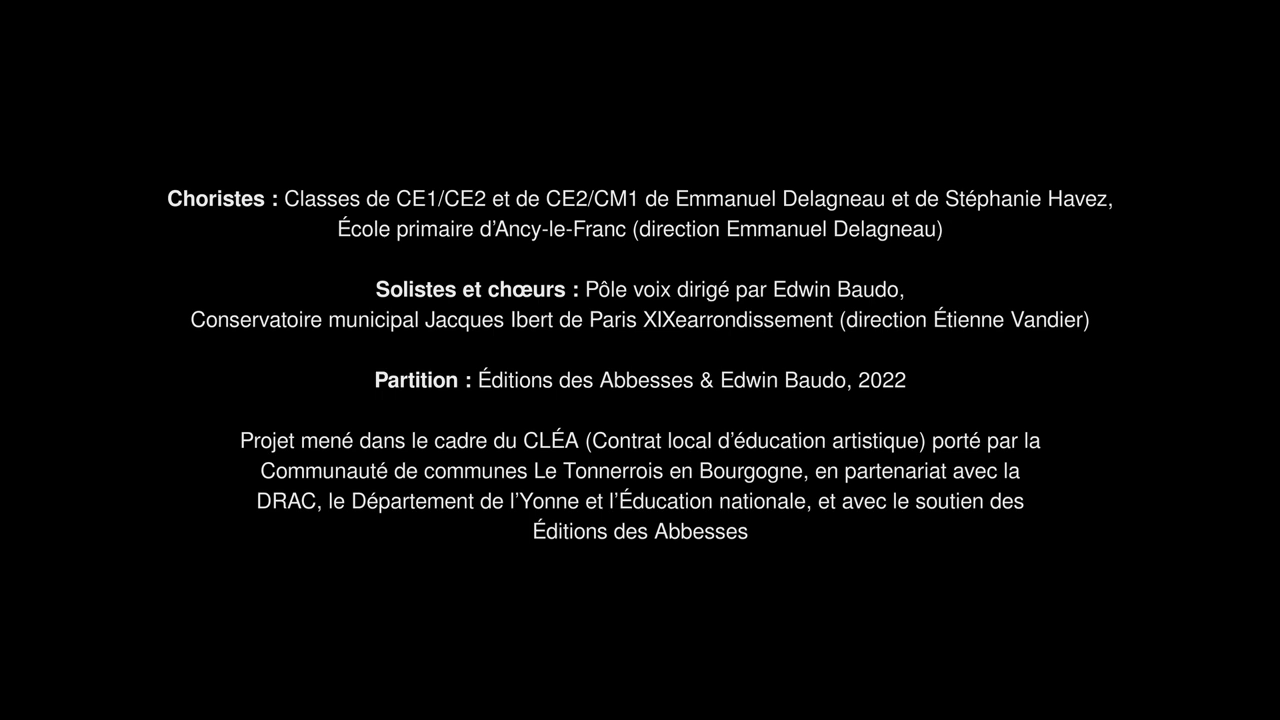 Choristes : Classes de CE1/CE2 et de CE2/CM1 de Emmanuel Delagneau et de Stéphanie Havez,
École primaire d’Ancy-le-Franc (direction Emmanuel Delagneau)
Solistes et chœurs : Pôle voix dirigé par Edwin Baudo,
Conservatoire municipal Jacques Ibert de Paris XIXearrondissement (direction Étienne Vandier)
Partition : Éditions des Abbesses & Edwin Baudo, 2022
Projet mené dans le cadre du CLÉA (Contrat local d’éducation artistique) porté par la
Communauté de communes Le Tonnerrois en Bourgogne, en partenariat avec la
DRAC, le Département de l’Yonne et l’Éducation nationale, et avec le soutien des
Éditions des Abbesses